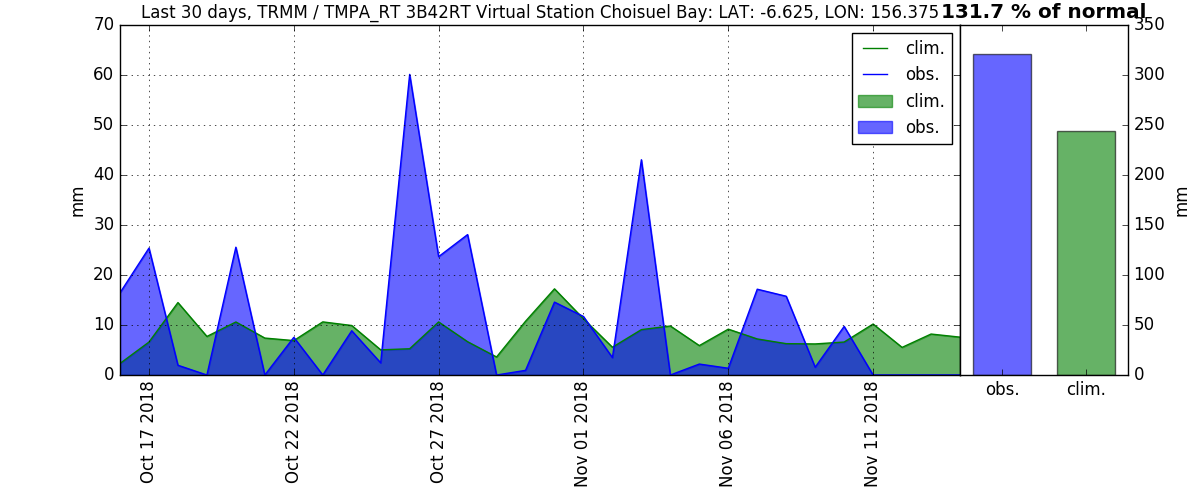 Last 30 days, TRMM / TMPA_RT 3B42RT Virtual Station Choisuel Bay: LAT: -6.625, LON: 156.375
131.7 % of normal
70
60
50
40
30
20
10
0
mm
clim.
obs.
clim.
obs.
Oct 17 2018
Oct 22 2018
Oct 27 2018
Nov 01 2018
Nov 06 2018
Nov 11 2018
350
300
250
200
150
100
50
0
mm
obs.
clim.